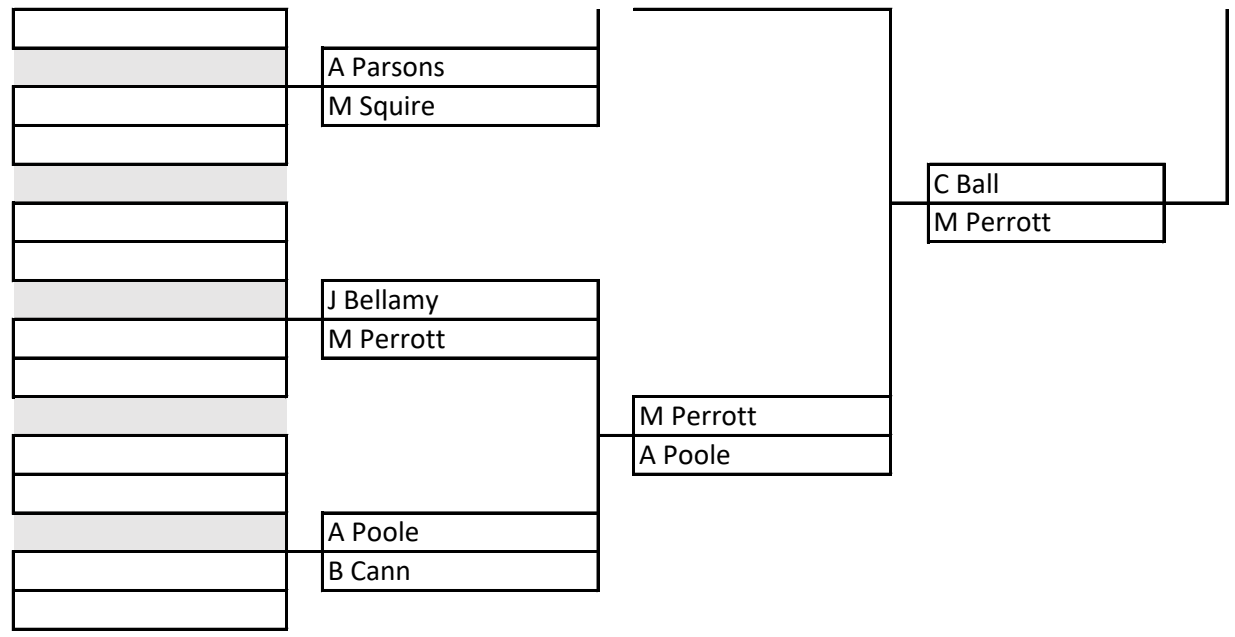 A Parsons
M Squire
C Ball
M Perrott
J Bellamy
M Perrott
M Perrott
A Poole
A Poole
B Cann